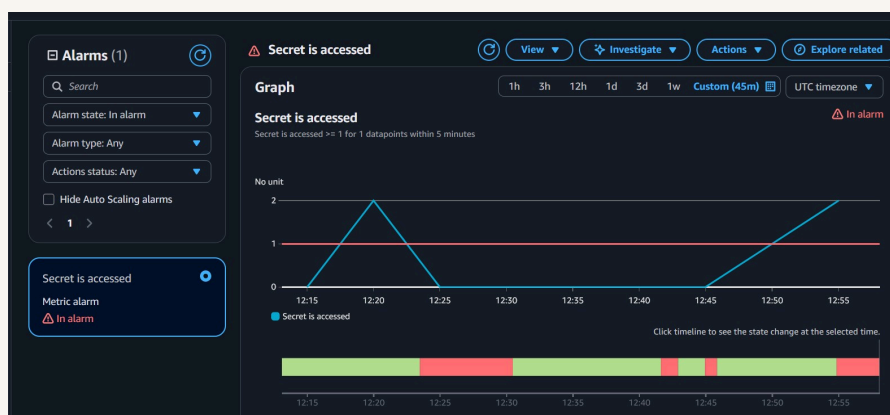 Alarms (1)
Search
Alarm state: In alarm
Alarm type: Any
Actions status: Any
Hide Auto Scaling alarms
1
Secret is accessed
Metric alarm
In alarm
Secret is accessed
View
Investigate
Actions
Explore related
Graph
1h 3h 12h 1d 3d 1w Custom (45m)
UTC timezone
Secret is accessed
In alarm
Secret is accessed >= 1 for 1 datapoints within 5 minutes
No unit
2
1
0
12:15 12:20 12:25 12:30 12:35 12:40 12:45 12:50 12:55
Secret is accessed
Click timeline to see the state change at the selected time.
12:15 12:20 12:25 12:30 12:35 12:40 12:45 12:50 12:55